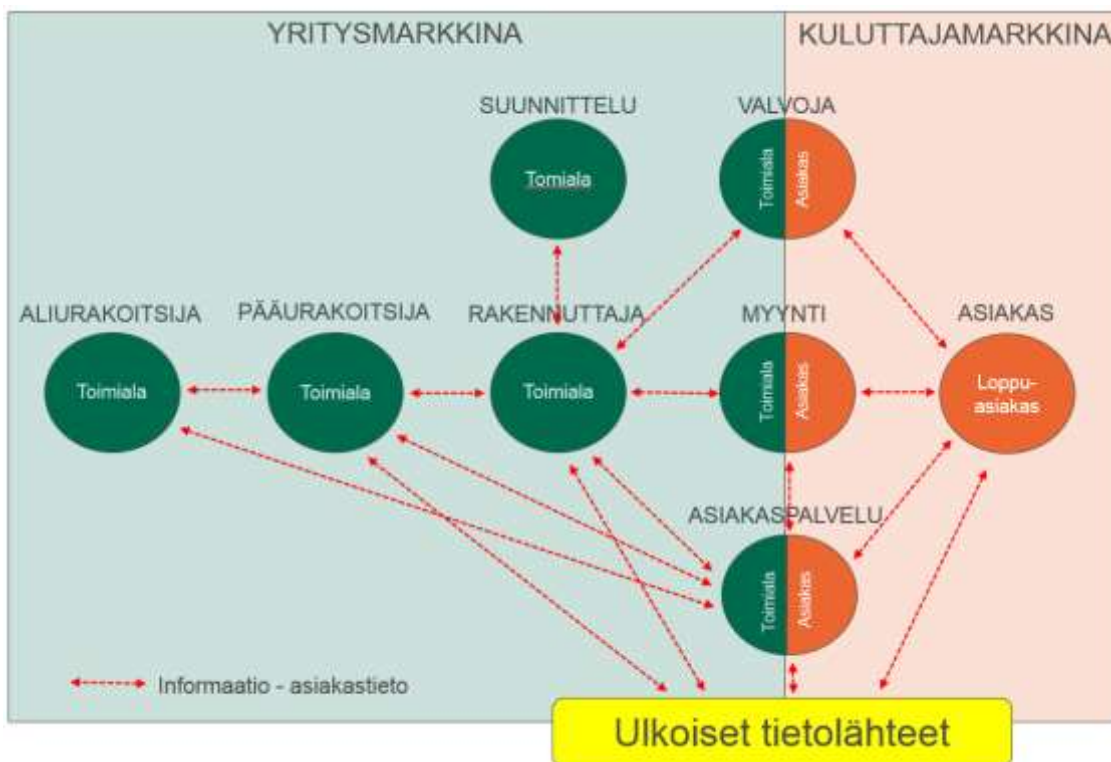 YRITYSMARKKINA
KULUTTAJAMARKKINA
SUUNNITTELU
VALVOJA
Tomiala
Toimiala
Asiakas
ALIURAKOITSIJA
PÄÄURAKOITSIJA
RAKENNUTTAJA
MYYNTI
ASIAKAS
Toimiala
Toimiala
Toimiala
Toimiala
Asiakas
Loppu-
asiakas
ASIAKASPALVELU
Toimiala
Asiakas
Informaatio - asiakastieto
Ulkoiset tietolähteet